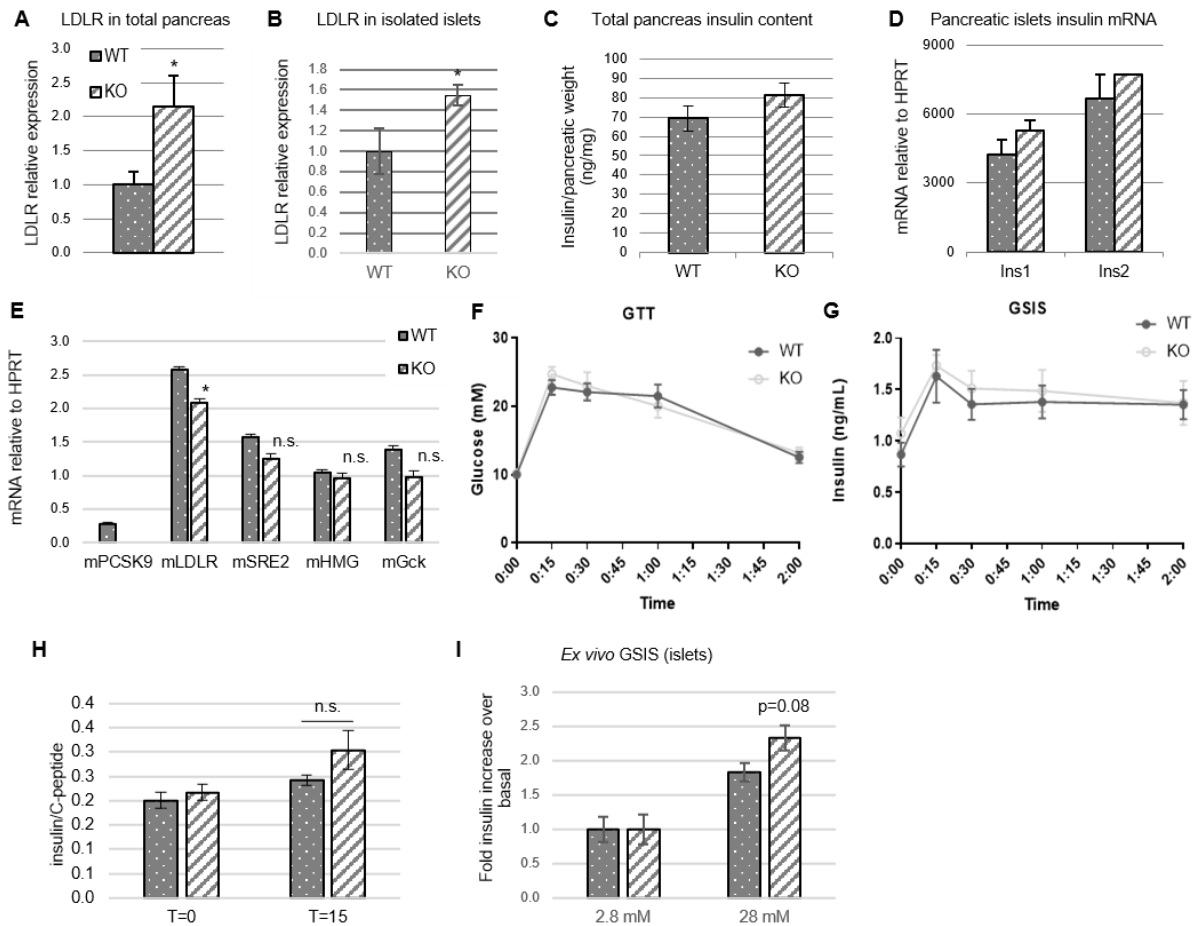 A
LDLR in total pancreas
LDLR relative expression
3.0
2.5
2.0
1.5
1.0
0.5
0.0
WT
KO
*
B
LDLR in isolated islets
LDLR relative expression
1.8
1.6
1.4
1.2
1.0
0.8
0.6
0.4
0.2
0.0
*
WT KO
C
Total pancreas insulin content
Insulin/pancreatic weight
(ng/mg)
100
90
80
70
60
50
40
30
20
10
0
WT KO
D
Pancreatic islets insulin mRNA
mRNA relative to HPRT
9000
6000
3000
0
Ins1 Ins2
E
mRNA relative to HPRT
3.0
2.5
2.0
1.5
1.0
0.5
0.0
WT
KO
*
n.s.
n.s.
n.s.
mPCSK9 mLDLR mSRE2 mHMG mGck
F
GTT
Glucose (mM)
30
20
10
0
WT
KO
0:00 0:15 0:30 0:45 1:00 1:15 1:30 1:45 2:00
Time
G
GSIS
Insulin (ng/mL)
2.0
1.5
1.0
0.5
0.0
WT
KO
0:00 0:15 0:30 0:45 1:00 1:15 1:30 1:45 2:00
Time
H
insulin/C-peptide
0.4
0.4
0.3
0.3
0.2
0.2
0.1
0.1
0.0
n.s.
T=0 T=15
I
Ex vivo GSIS (islets)
Fold insulin increase over
basal
3.0
2.5
2.0
1.5
1.0
0.5
0.0
p=0.08
2.8 mM 28 mM